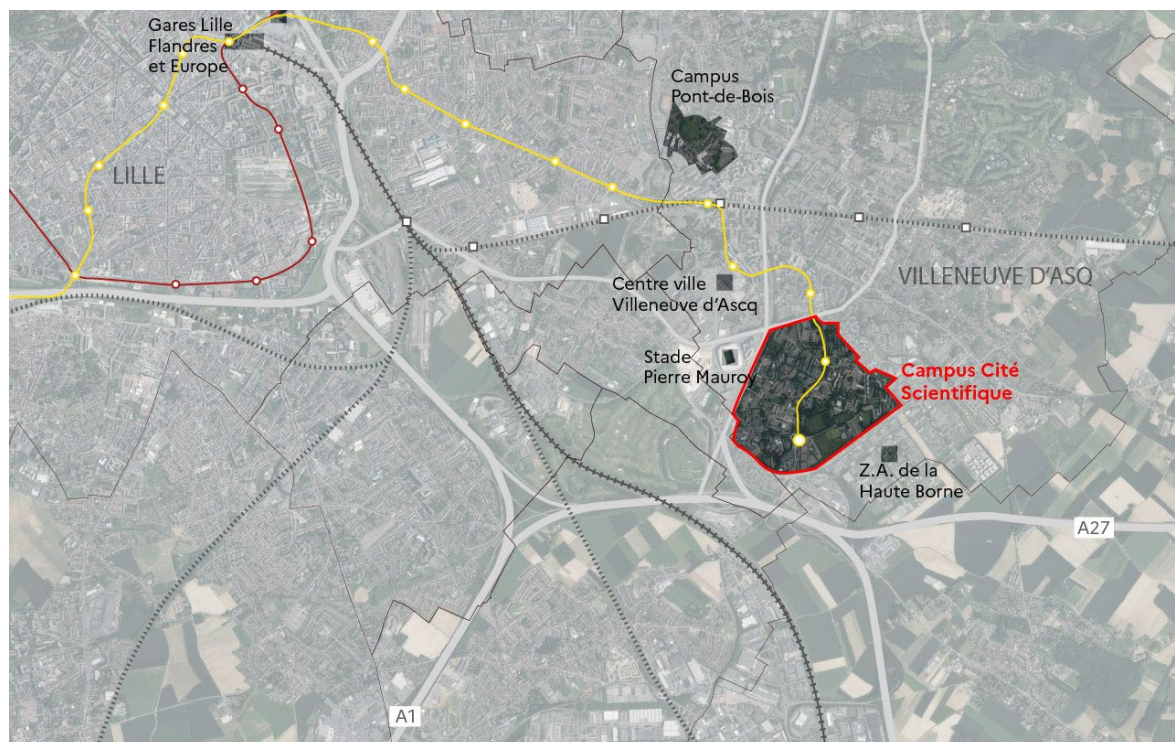 Gares Lille
Flandres
et Europe
Campus
Pont-de-Bois
LILLE
Centre ville
Villeneuve d'Ascq
VILLENEUVE D'ASQ
Stade
Pierre Mauroy
Campus Cité
Scientifique
Z.A. de la
Haute Borne
A27
A1